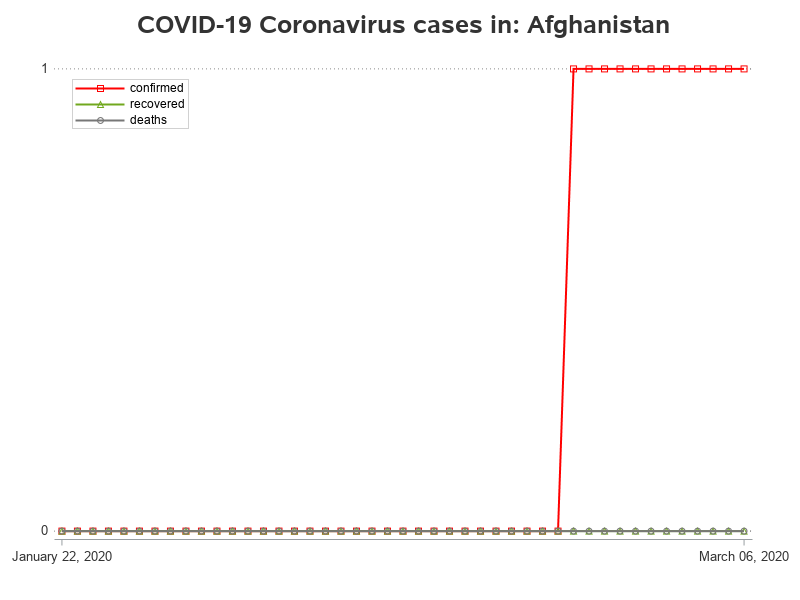 COVID-19 Coronavirus cases in: Afghanistan
1
confirmed
recovered
deaths
0
January 22, 2020
March 06, 2020